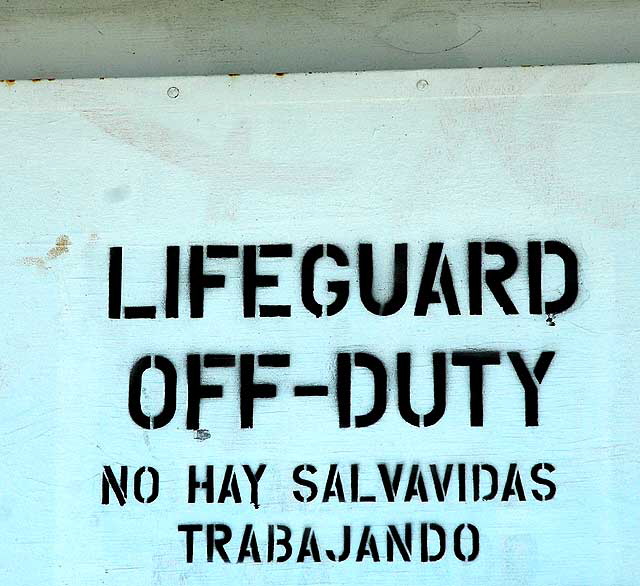 LIFEGUARD
OFF-DUTY
NO HAY SALVAVIDAS
TRABAJANDO